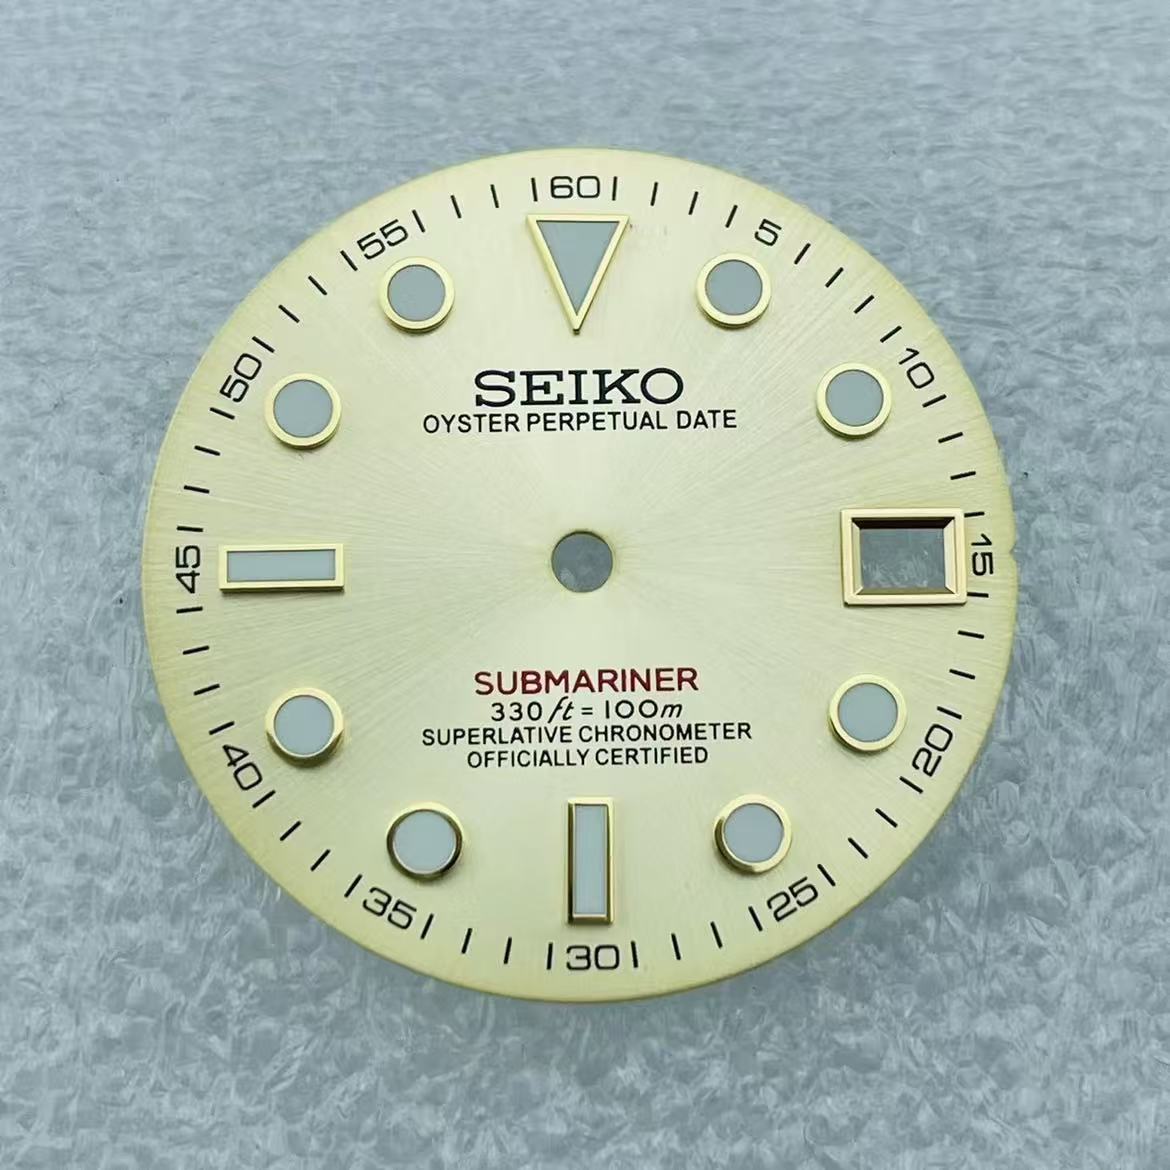 60
5
10
15
20
25
30
35
40
45
50
55
SEIKO
OYSTER PERPETUAL DATE
SUBMARINER
330ft=100m
SUPERLATIVE CHRONOMETER
OFFICIALLY CERTIFIED